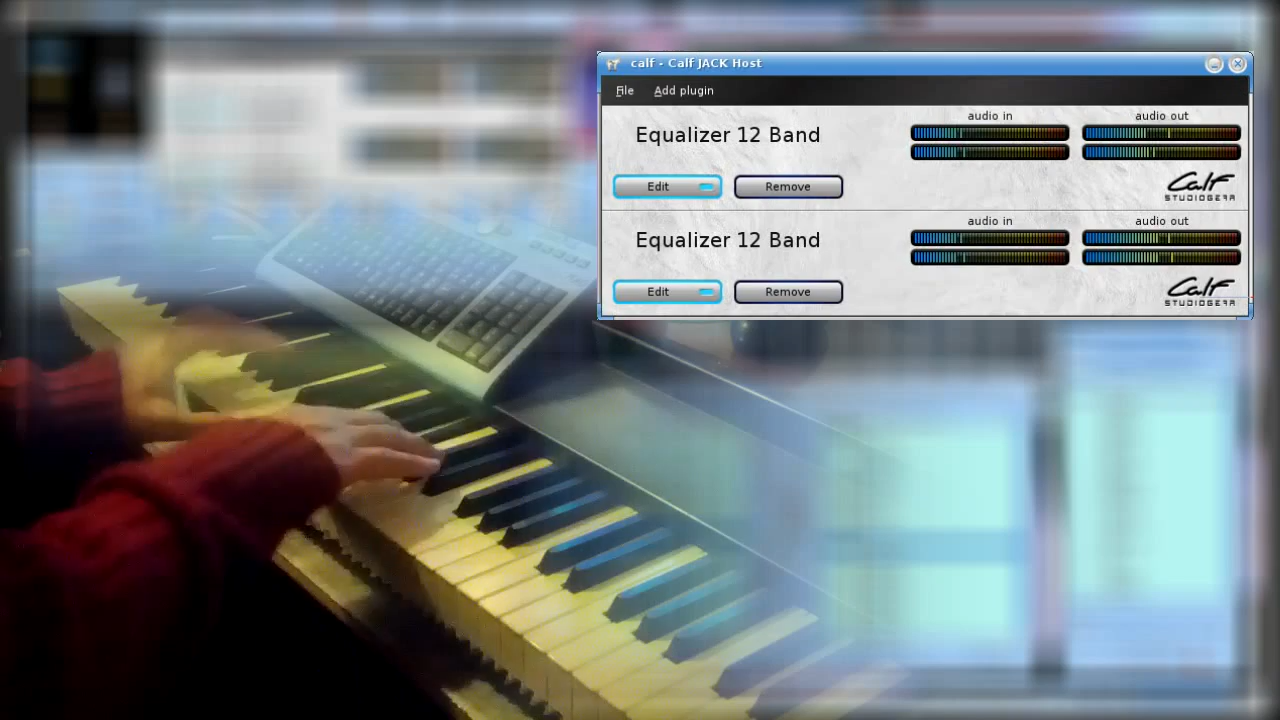 calf - Calf JACK Host
File Add plugin
audio in audio out
Equalizer 12 Band
Edit Remove
Calf
STUDIOGEAR
audio in audio out
Equalizer 12 Band
Edit Remove
Calf
STUDIOGEAR